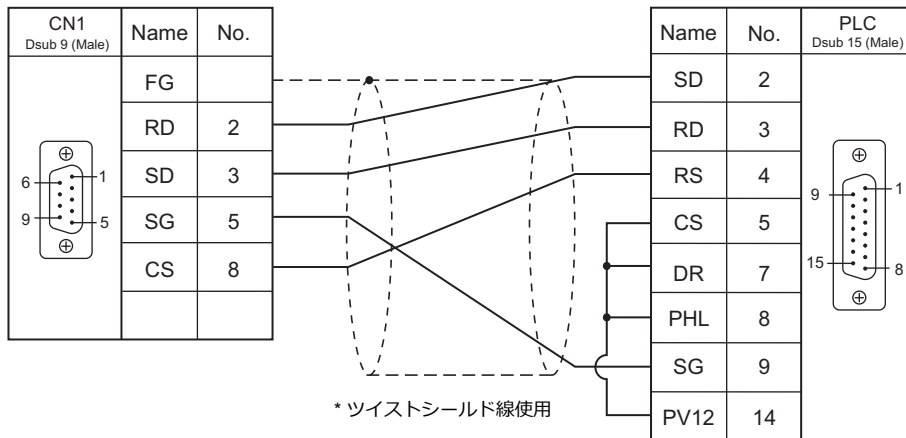 CN1
Dsub 9 (Male)
Name No.
FG
RD 2
SD 3
SG 5
CS 8
6 1
9 5
Name No.
PLC
Dsub 15 (Male)
SD 2
RD 3
RS 4
CS 5
DR 7
PHL 8
SG 9
PV12 14
9 1
15 8
* ツイストシールド線使用